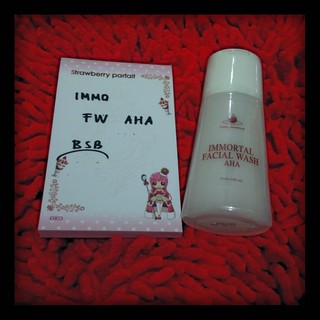 Strawberry parfait
IMMO
FW AHA
BSB
IMMORTAL
FACIAL WASH
AHA